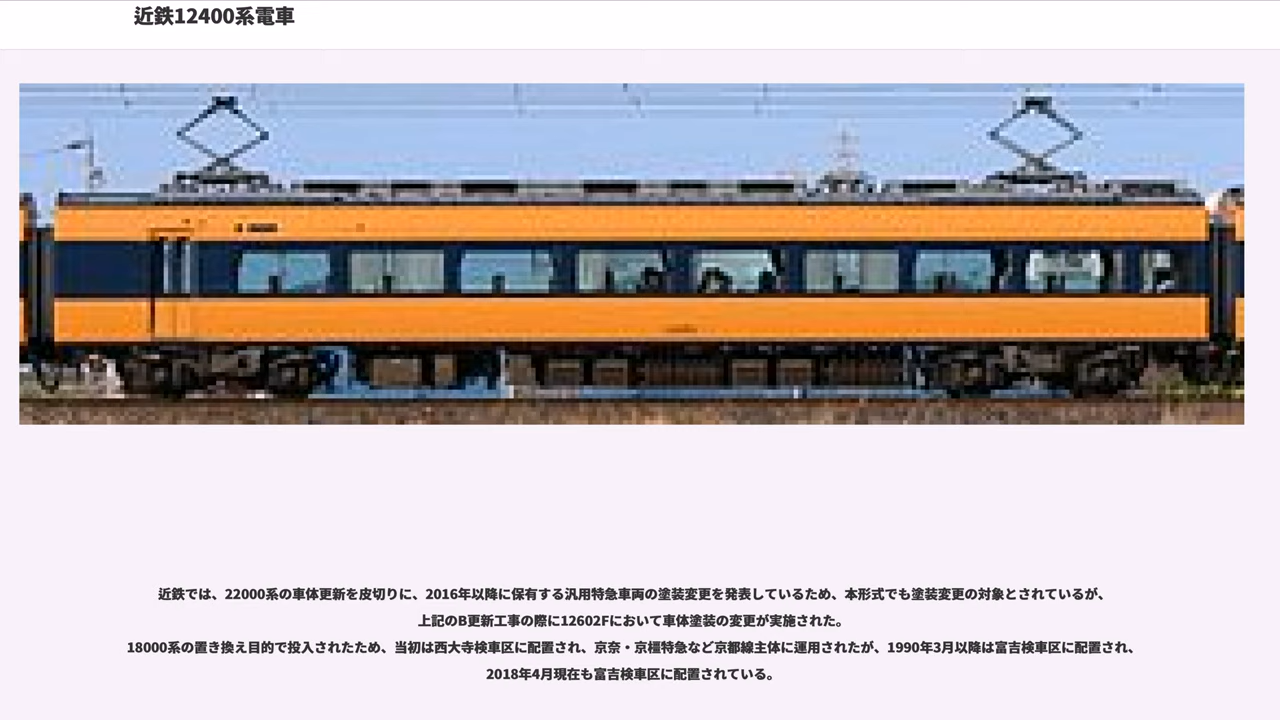 近鉄12400系電車
近鉄では、22000系の車体更新を皮切りに、2016年以降に保有する汎用特急車両の塗装変更を発表しているため、本形式でも塗装変更の対象とされているが、
上記のB更新工事の際に12602Fにおいて車体塗装の変更が実施された。
18000系の置き換え目的で投入されたため、当初は西大寺検車区に配置され、京奈・京橿特急など京都線主体に運用されたが、1990年3月以降は富吉検車区に配置され、
2018年4月現在も富吉検車区に配置されている。